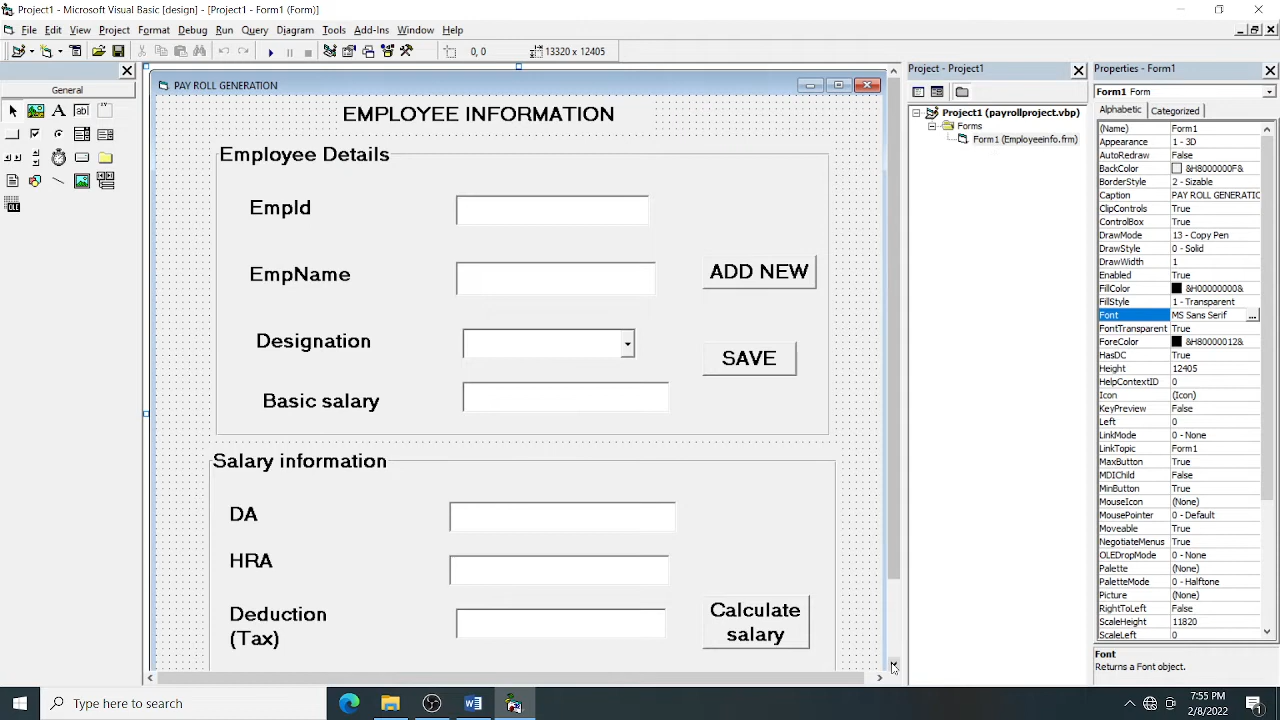 Project1 - Microsoft Visual Basic [design] - [Form1 (Form)]
File Edit View Project Format Debug Run Query Diagram Tools Add-Ins Window Help
0, 0 13320 x 12405
General
PAY ROLL GENERATION
EMPLOYEE INFORMATION
Employee Details
EmpId
EmpName
ADD NEW
Designation
SAVE
Basic salary
Salary information
DA
HRA
Deduction
(Tax)
Calculate
salary
Project - Project1
Project1 (payrollproject.vbp)
Forms
Form1 (Employeeinfo.frm)
Properties - Form1
Form1 Form
Alphabetic Categorized
(Name) Form1
Appearance 1 - 3D
AutoRedraw False
BackColor &H8000000F&
BorderStyle 2 - Sizable
Caption PAY ROLL GENERATIO
ClipControls True
ControlBox True
DrawMode 13 - Copy Pen
DrawStyle 0 - Solid
DrawWidth 1
Enabled True
FillColor &H00000000&
FillStyle 1 - Transparent
Font MS Sans Serif ...
FontTransparent True
ForeColor &H80000012&
HasDC True
Height 12405
HelpContextID 0
Icon (Icon)
KeyPreview False
Left 0
LinkMode 0 - None
LinkTopic Form1
MaxButton True
MDIChild False
MinButton True
MouseIcon (None)
MousePointer 0 - Default
Moveable True
NegotiateMenus True
OLEDropMode 0 - None
Palette (None)
PaletteMode 0 - Halftone
Picture (None)
RightToLeft False
ScaleHeight 11820
ScaleLeft 0
Font
Returns a Font object.
Type here to search
7:55 PM
2/8/2022